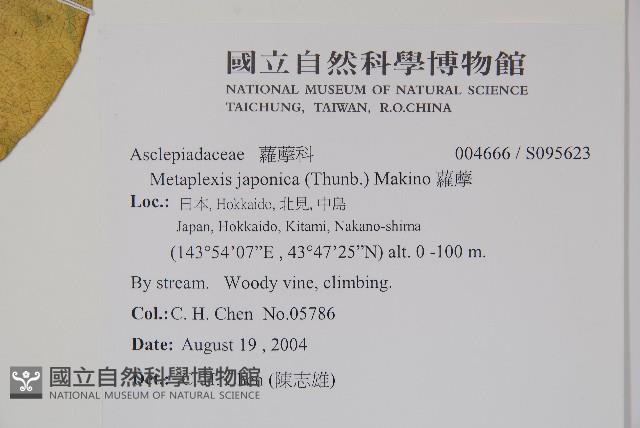 國立自然科學博物館
NATIONAL MUSEUM OF NATURAL SCIENCE
TAICHUNG, TAIWAN, R.O.CHINA
Asclepiadaceae 蘿藦科 004666 / S095623
Metaplexis japonica (Thunb.) Makino 蘿藦
Loc.: 日本, Hokkaido, 北見, 中島
Japan, Hokkaido, Kitami, Nakano-shima
(143°54'07"E , 43°47'25"N) alt. 0 -100 m.
By stream. Woody vine, climbing.
Col.: C. H. Chen No.05786
Date: August 19 , 2004
(陳志雄)
國立自然科學博物館
NATIONAL MUSEUM OF NATURAL SCIENCE